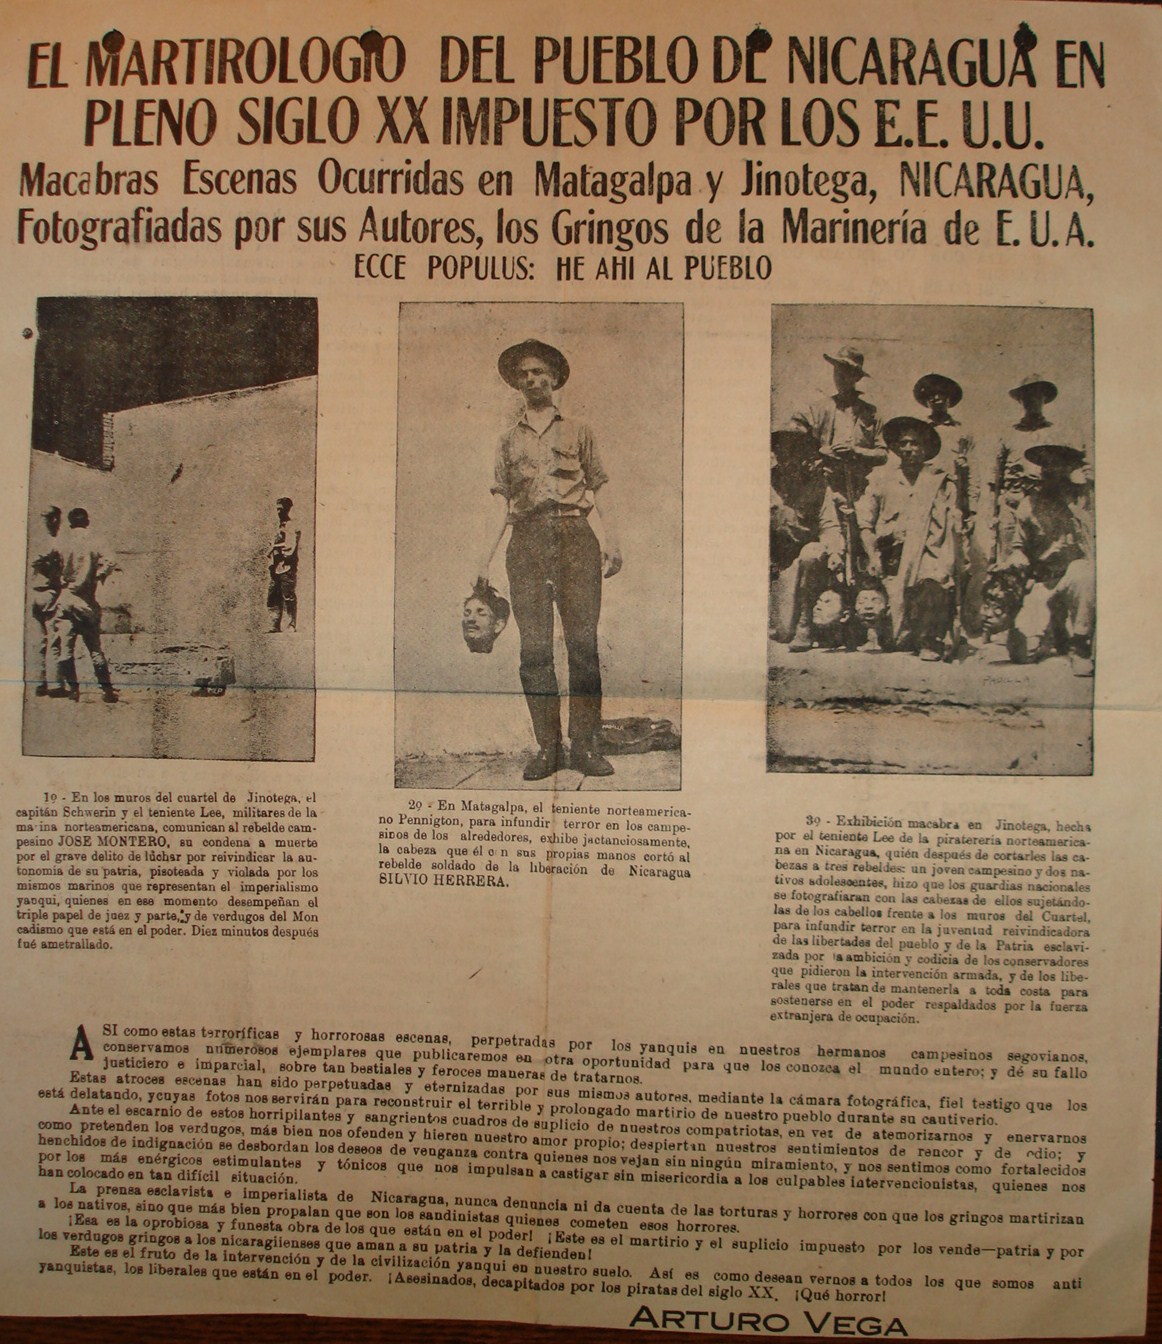 EL MARTIROLOGIO DEL PUEBLO DE NICARAGUA EN
PLENO SIGLO XX IMPUESTO POR LOS E.E. U.U.
Macabras Escenas Ocurridas en Matagalpa y Jinotega, NICARAGUA,
Fotografiadas por sus Autores, los Gringos de la Marinería de E. U. A.
ECCE POPULUS: HE AHI AL PUEBLO
1º - En los muros del cuartel de Jinotega, el
capitán Schwerin y el teniente Lee, militares de la
marina norteamericana, comunican al rebelde cam-
pesino JOSE MONTERO, su condena a muerte
por el grave delito de luchar por reivindicar la au-
tonomía de su patria, pisoteada y violada por los
mismos marinos que representan el imperialismo
yanqui, quienes en ese momento desempeñan el
triple papel de juez y parte, y de verdugos del Mon
cadismo que está en el poder. Diez minutos después
fué ametrallado.
2º - En Matagalpa, el teniente norteamerica-
no Pennigton, para infundir terror en los campe-
sinos de los alrededores, exhibe jactanciosamente,
la cabeza que él con sus propias manos cortó al
rebelde soldado de la liberación de Nicaragua
SILVIO HERRERA.
3º - Exhibición macabra en Jinotega, hecha
por el teniente Lee de la piratería norteamerica-
na en Nicaragua, quién después de cortarles las ca-
bezas a tres rebeldes: un joven campesino y dos na-
tivos adolescentes, hizo que los guardias nacionales
se fotografiaran con las cabezas de ellos sujetándo-
las de los cabellos frente a los muros del Cuartel,
para infundir terror en la juventud reivindicadora
de las libertades del pueblo y de la Patria esclavi-
zada por la ambición y codicia de los conservadores
que pidieron la intervención armada, y de los libe-
rales que tratan de mantenerla a toda costa para
sostenerse en el poder respaldados por la fuerza
extranjera de ocupación.
ASI como estas terroríficas y horrorosas escenas, perpetradas por los yanquis en nuestros hermanos campesinos segovianos,
conservamos numerosos ejemplares que publicaremos en otra oportunidad para que los conozca el mundo entero; y dé su fallo
justiciero e imparcial, sobre tan bestiales y feroces maneras de tratarnos.
Estas atroces escenas han sido perpetuadas y eternizadas por sus mismos autores, mediante la cámara fotográfica, fiel testigo que los
está delatando, y cuyas fotos nos servirán para reconstruir el terrible y prolongado martirio de nuestro pueblo durante su cautiverio.
Ante el escarnio de estos horripilantes y sangrientos cuadros de suplicio de nuestros compatriotas, en vez de atemorizarnos y enervarnos
como pretenden los verdugos, más bien nos ofenden y hieren nuestro amor propio; despiertan nuestros sentimientos de rencor y de odio; y
henchidos de indignación se desbordan los deseos de venganza contra quienes nos vejan sin ningún miramiento, y nos sentimos como fortalecidos
por los más enérgicos estimulantes y tónicos que nos impulsan a castigar sin misericordia a los culpables intervencionistas, quienes nos
han colocado en tan difícil situación.
La prensa esclavista e imperialista de Nicaragua, nunca denuncia ni da cuenta de las torturas y horrores con que los gringos martirizan
a los nativos, sino que más bien propalan que son los sandinistas quienes cometen esos horrores.
¡Esa es la oprobiosa y funesta obra de los que están en el poder! ¡Este es el martirio y el suplicio impuesto por los vende—patria y por
los verdugos gringos a los nicaragüenses que aman a su patria y la defienden!
Este es el fruto de la intervención y de la civilización yanqui en nuestro suelo. Así es como desean vernos a todos los que somos anti
yanquistas, los liberales que están en el poder. ¡Asesinados, decapitados por los piratas del siglo XX. ¡Qué horror!
ARTURO VEGA